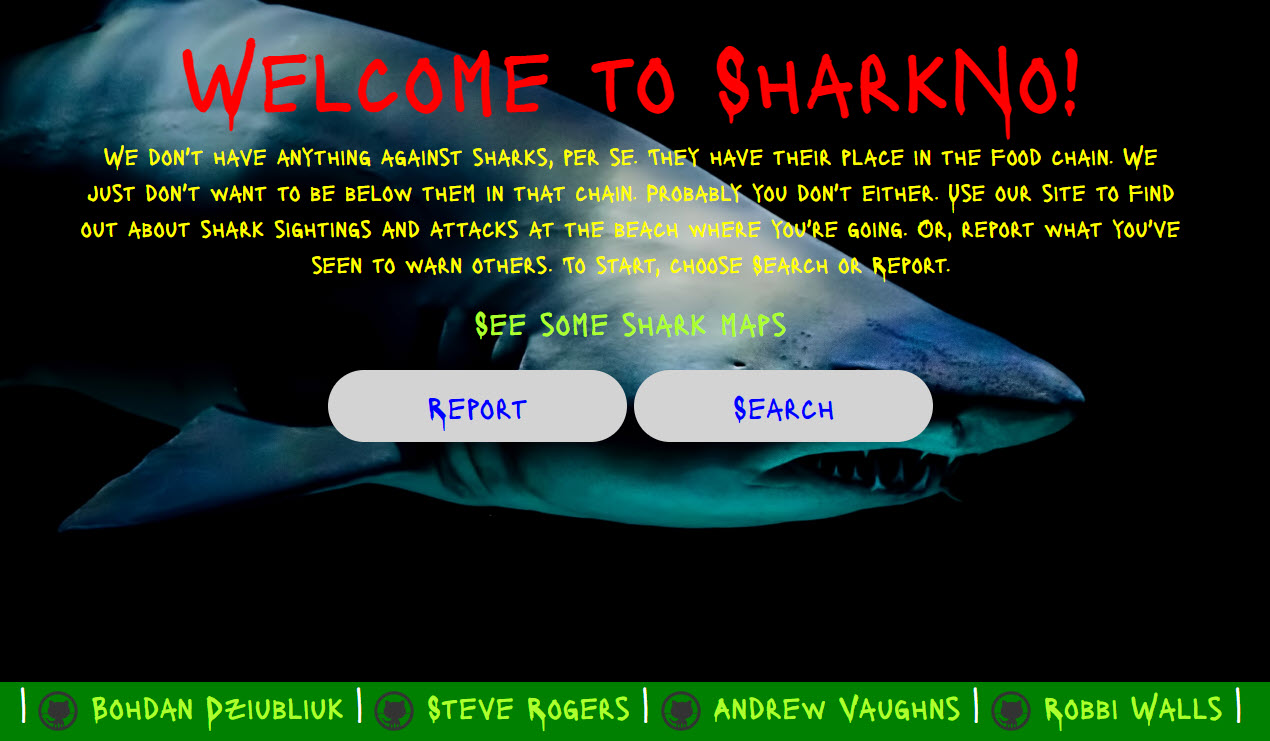 Welcome to SharkNo!
We don't have anything against sharks, per se. They have their place in the food chain. We
just don't want to be below them in that chain. Probably you don't either. Use our site to find
out about shark sightings and attacks at the beach where you're going. Or, report what you've
seen to warn others. To start, choose Search or Report.
See some shark maps
Report Search
| Bohdan Dziubliuk | Steve Rogers | Andrew Vaughns | Robbi Walls |